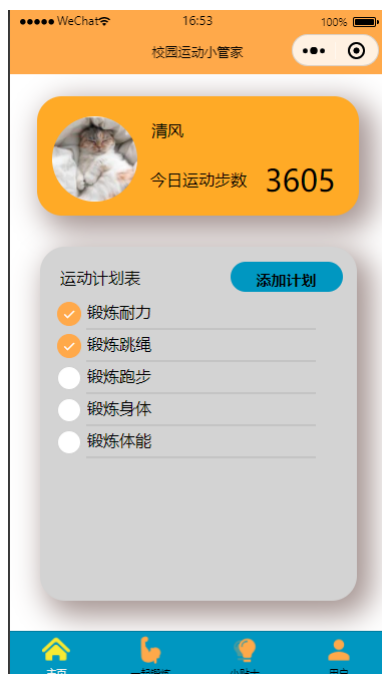 WeChat 16:53 100%
校园运动小管家
清风
今日运动步数 3605
运动计划表 添加计划
锻炼耐力
锻炼跳绳
锻炼跑步
锻炼身体
锻炼体能
主页